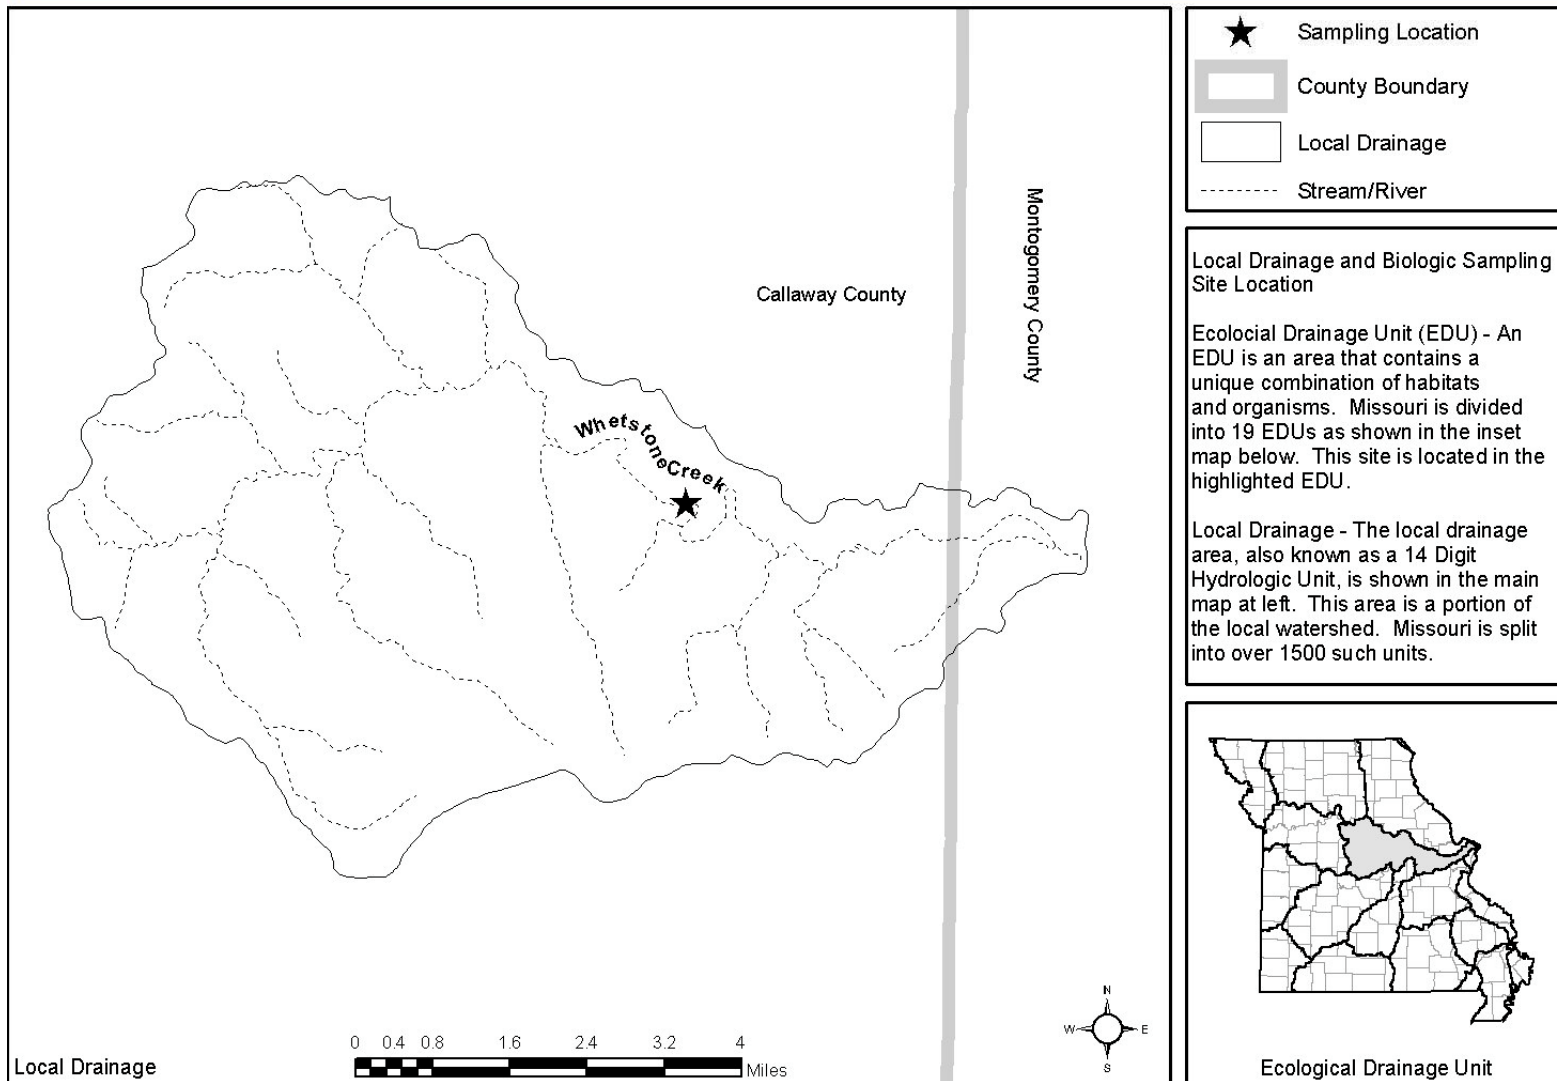 Sampling Location
County Boundary
Local Drainage
Stream/River
Callaway County
Montogomery County
Whetstone Creek
Local Drainage and Biologic Sampling
Site Location
Ecolocial Drainage Unit (EDU) - An
EDU is an area that contains a
unique combination of habitats
and organisms. Missouri is divided
into 19 EDUs as shown in the inset
map below. This site is located in the
highlighted EDU.
Local Drainage - The local drainage
area, also known as a 14 Digit
Hydrologic Unit, is shown in the main
map at left. This area is a portion of
the local watershed. Missouri is split
into over 1500 such units.
N
W E
S
0 0.4 0.8 1.6 2.4 3.2 4
Miles
Local Drainage
Ecological Drainage Unit